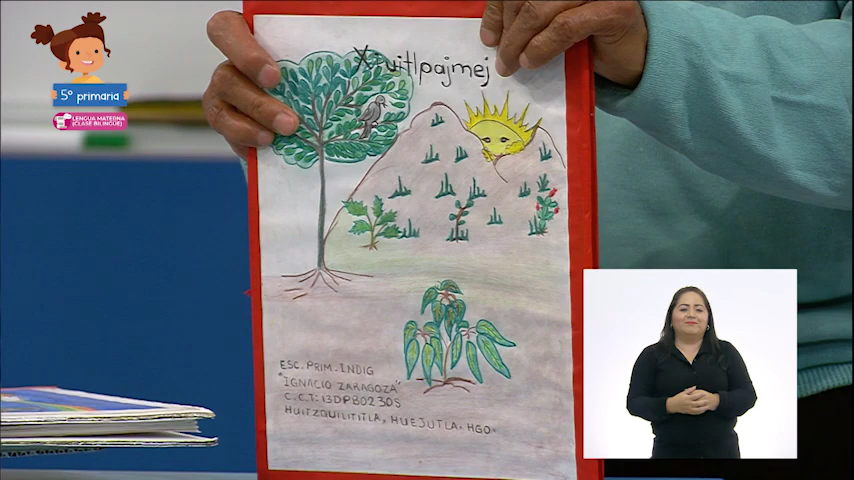 5° primaria
LENGUA MATERNA
(CLASE BILINGÜE)
Xiuitlpajmej
ESC. PRIM. INDIG
"IGNACIO ZARAGOZA"
C.C.T: 13DPB0230S
HUITZQUILITITLA, HUEJUTLA. HGO.